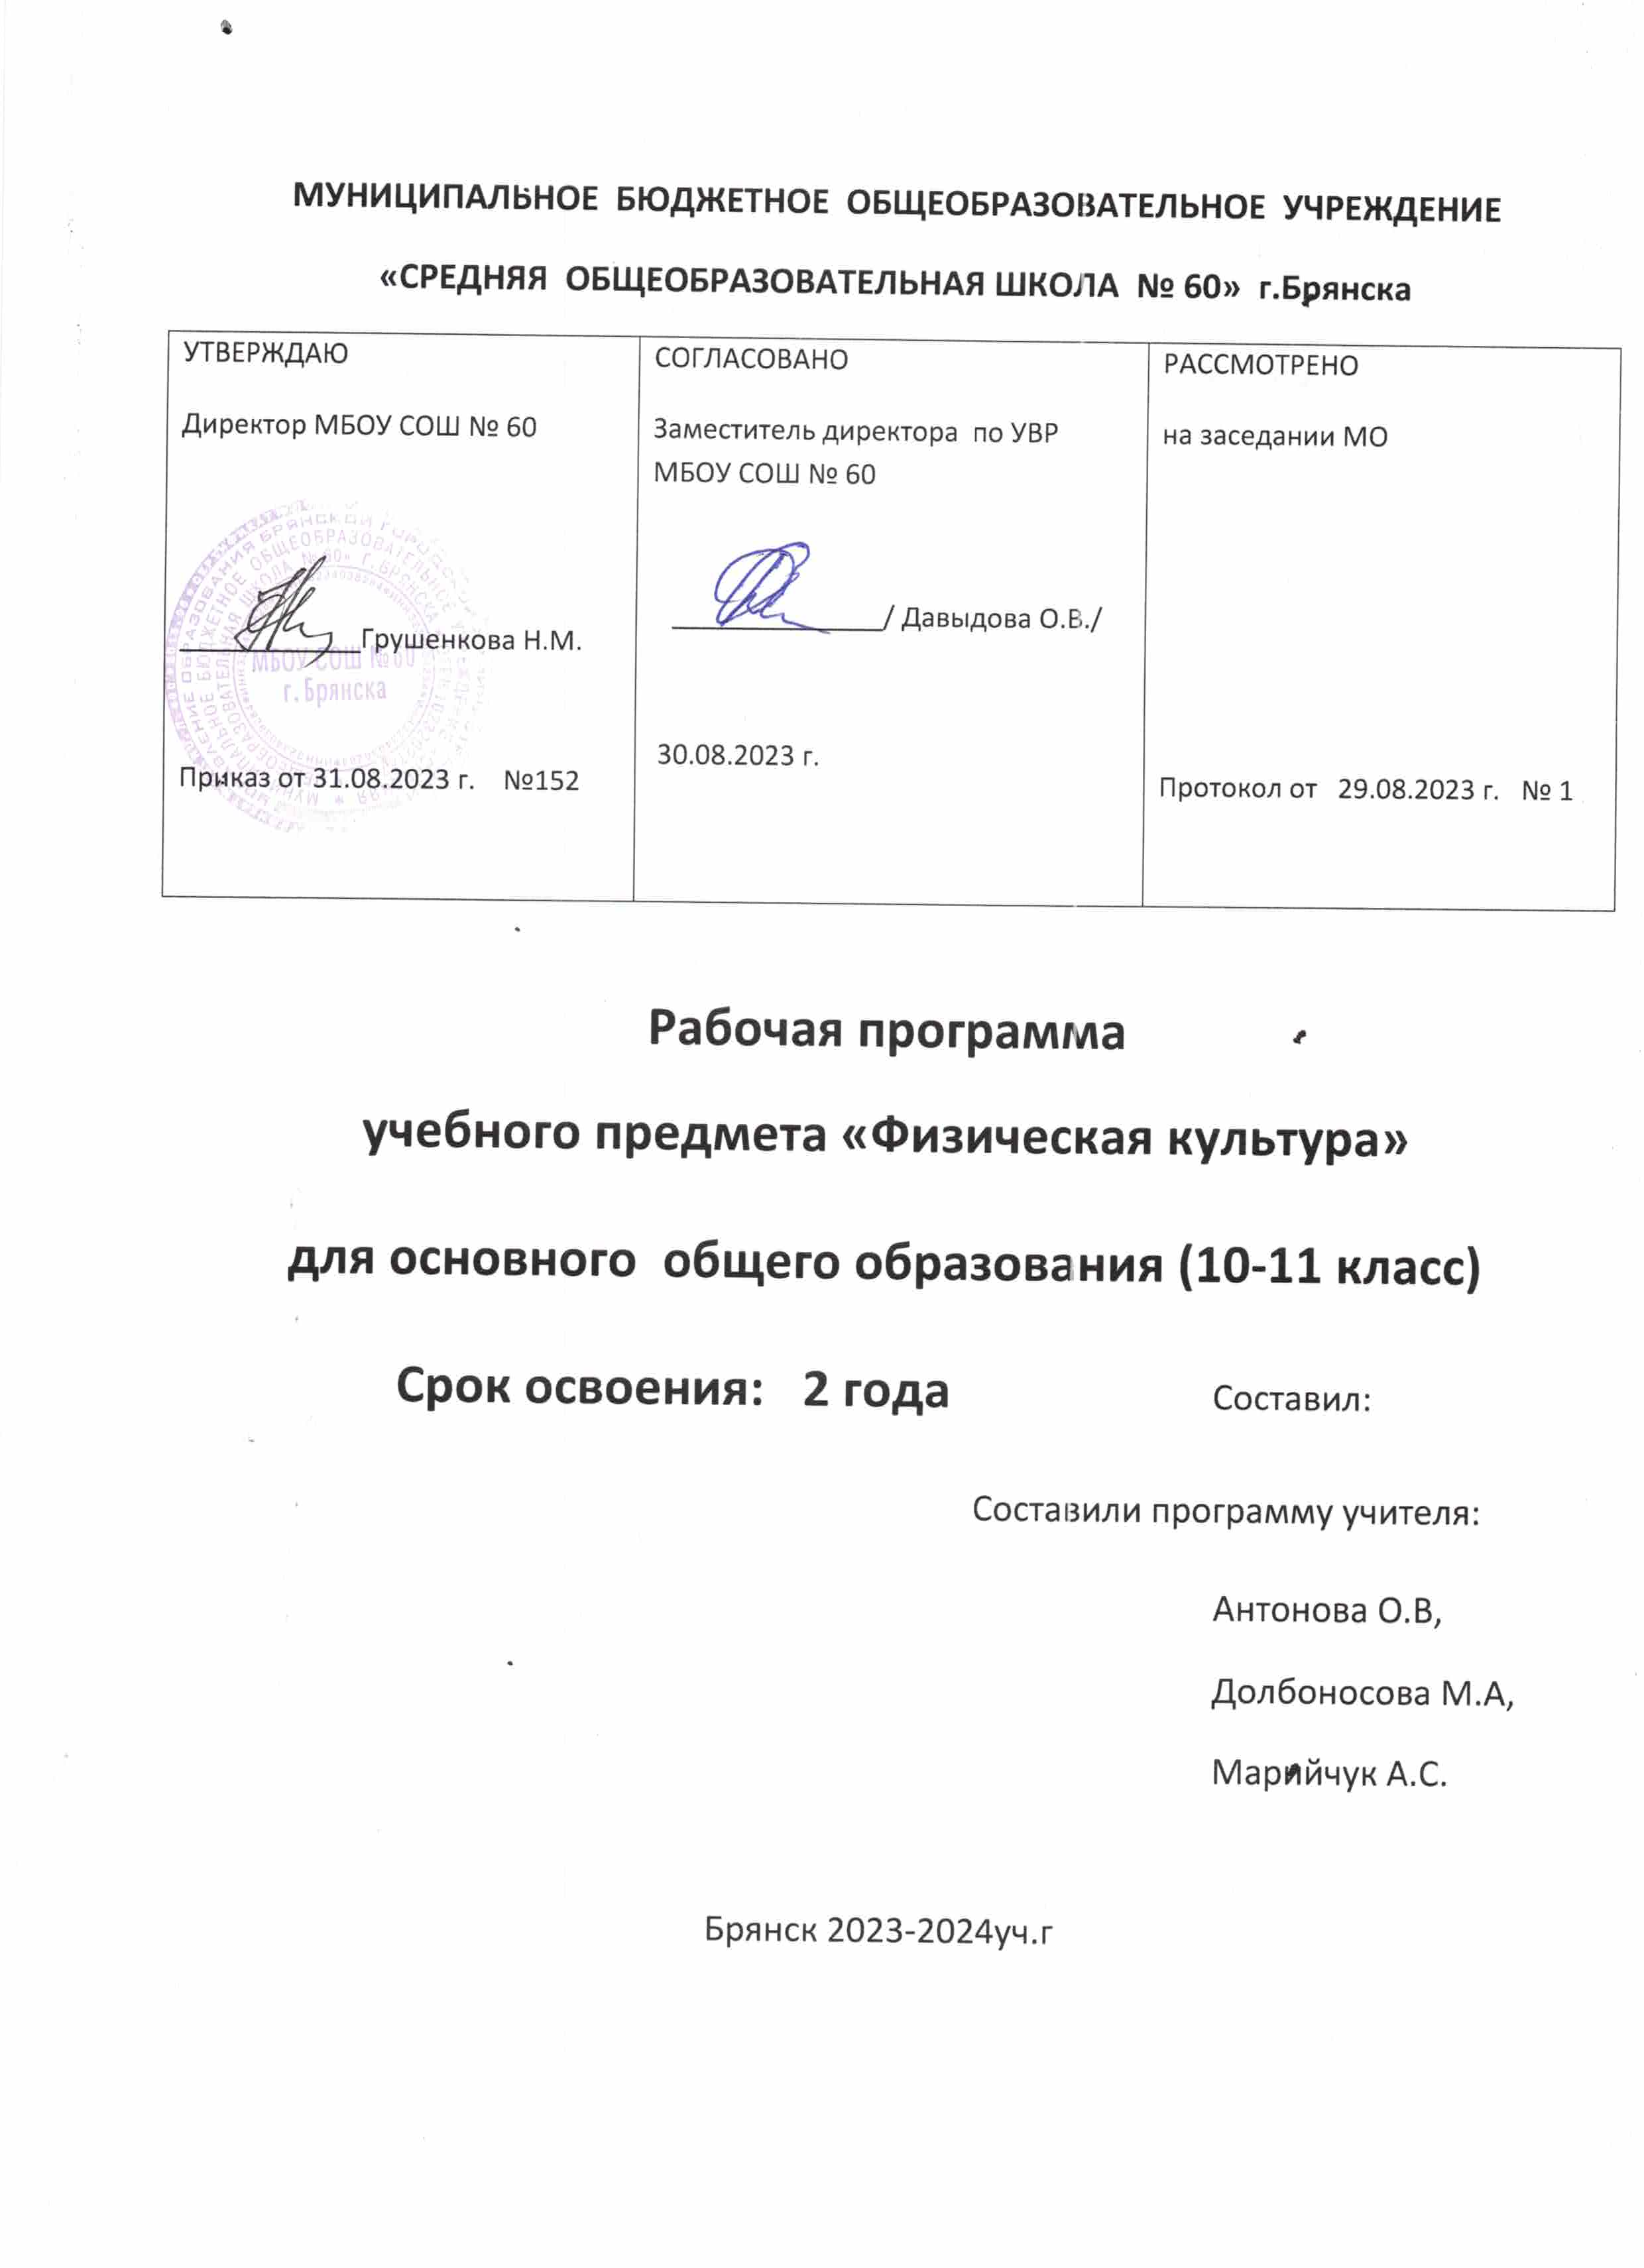 МУНИЦИПАЛЬНОЕ БЮДЖЕТНОЕ ОБЩЕОБРАЗОВАТЕЛЬНОЕ УЧРЕЖДЕНИЕ
«СРЕДНЯЯ ОБЩЕОБРАЗОВАТЕЛЬНАЯ ШКОЛА № 60» г.Брянска
УТВЕРЖДАЮ
Директор МБОУ СОШ № 60
Грушенкова Н.М.
МБОУ СОШ № 60
г. Брянска
Приказ от 31.08.2023 г. №152
СОГЛАСОВАНО
Заместитель директора по УВР
МБОУ СОШ № 60
/ Давыдова О.В./
30.08.2023 г.
РАССМОТРЕНО
на заседании МО
Протокол от 29.08.2023 г. № 1
Рабочая программа
учебного предмета «Физическая культура»
для основного общего образования (10-11 класс)
Срок освоения: 2 года
Составил:
Составили программу учителя:
Антонова О.В,
Долбоносова М.А,
Марийчук А.С.
Брянск 2023-2024уч.г